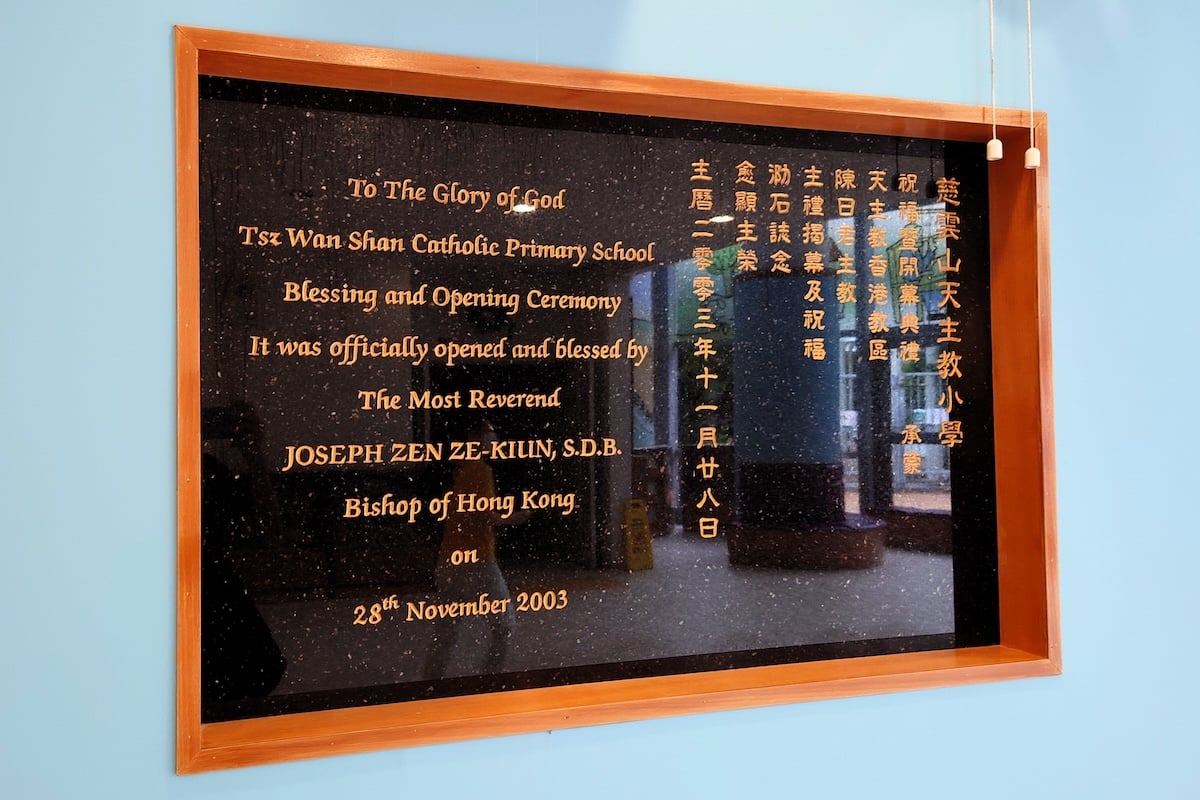 To The Glory of God
Tsz Wan Shan Catholic Primary School
Blessing and Opening Ceremony
It was officially opened and blessed by
The Most Reverend
JOSEPH ZEN ZE-KIUN, S.D.B.
Bishop of Hong Kong
on
28th November 2003
慈雲山天主教小學
祝福暨開幕典禮 承蒙
天主教香港教區
陳日君主教
主禮揭幕及祝福
泐石誌念
愈顯主榮
主曆二零零三年十一月廿八日